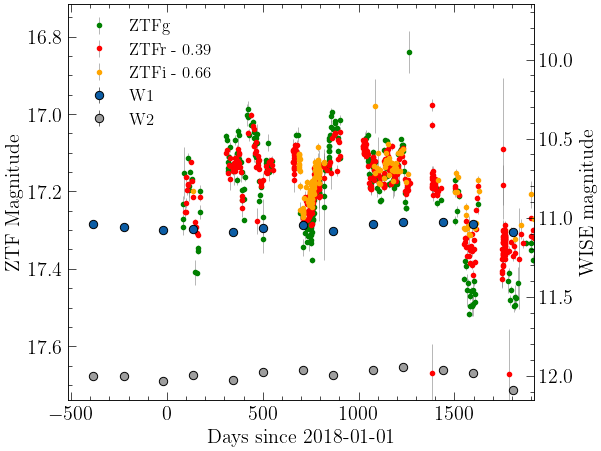 ZTFg
ZTFr - 0.39
ZTFi - 0.66
W1
W2
16.8
17.0
17.2
17.4
17.6
ZTF Magnitude
10.0
10.5
11.0
11.5
12.0
WISE magnitude
−500
0
500
1000
1500
Days since 2018-01-01